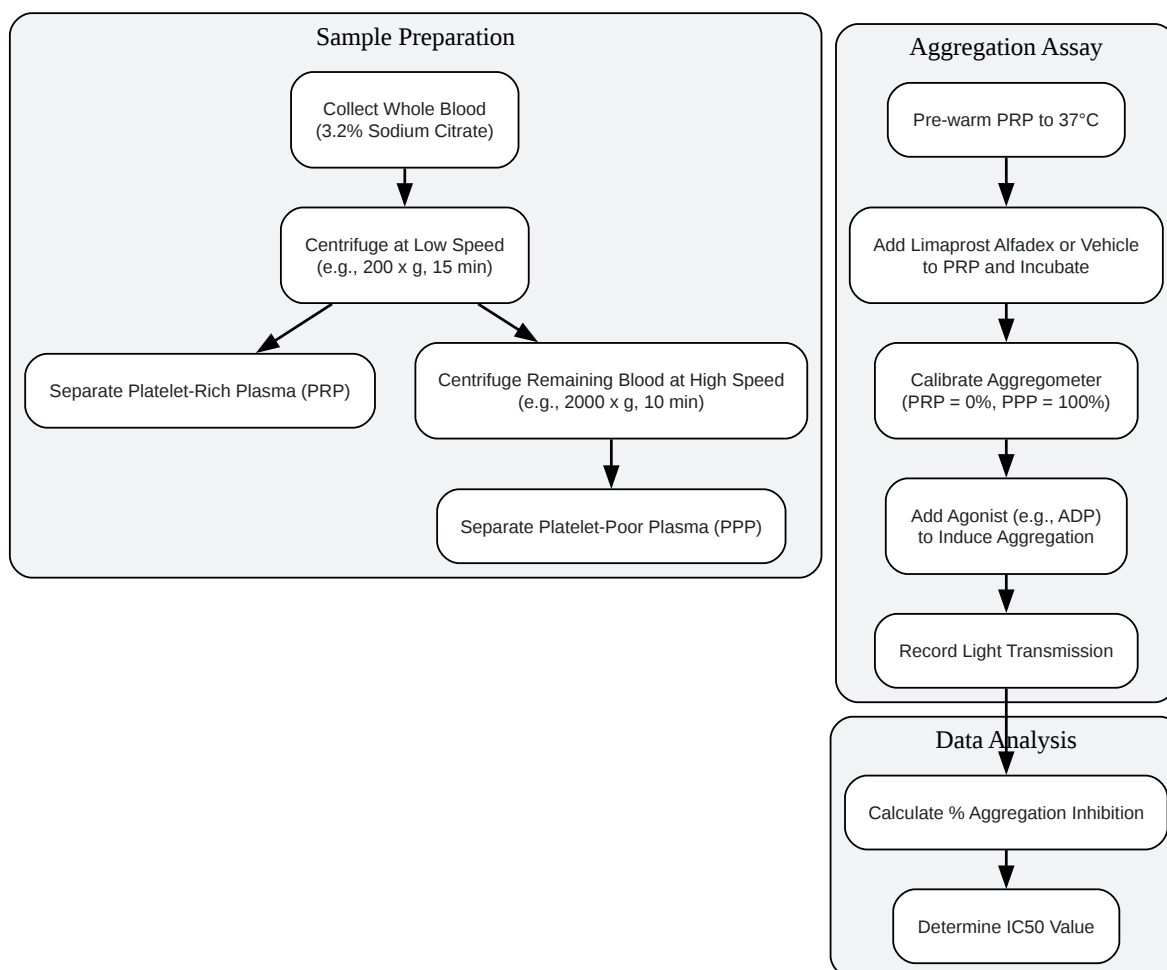 Sample Preparation
Collect Whole Blood
(3.2% Sodium Citrate)
Centrifuge at Low Speed
(e.g., 200 x g, 15 min)
Separate Platelet-Rich Plasma (PRP)
Centrifuge Remaining Blood at High Speed
(e.g., 2000 x g, 10 min)
Separate Platelet-Poor Plasma (PPP)
Aggregation Assay
Pre-warm PRP to 37°C
Add Limaprost Alfadex or Vehicle
to PRP and Incubate
Calibrate Aggregometer
(PRP = 0%, PPP = 100%)
Add Agonist (e.g., ADP)
to Induce Aggregation
Record Light Transmission
Data Analysis
Calculate % Aggregation Inhibition
Determine IC50 Value